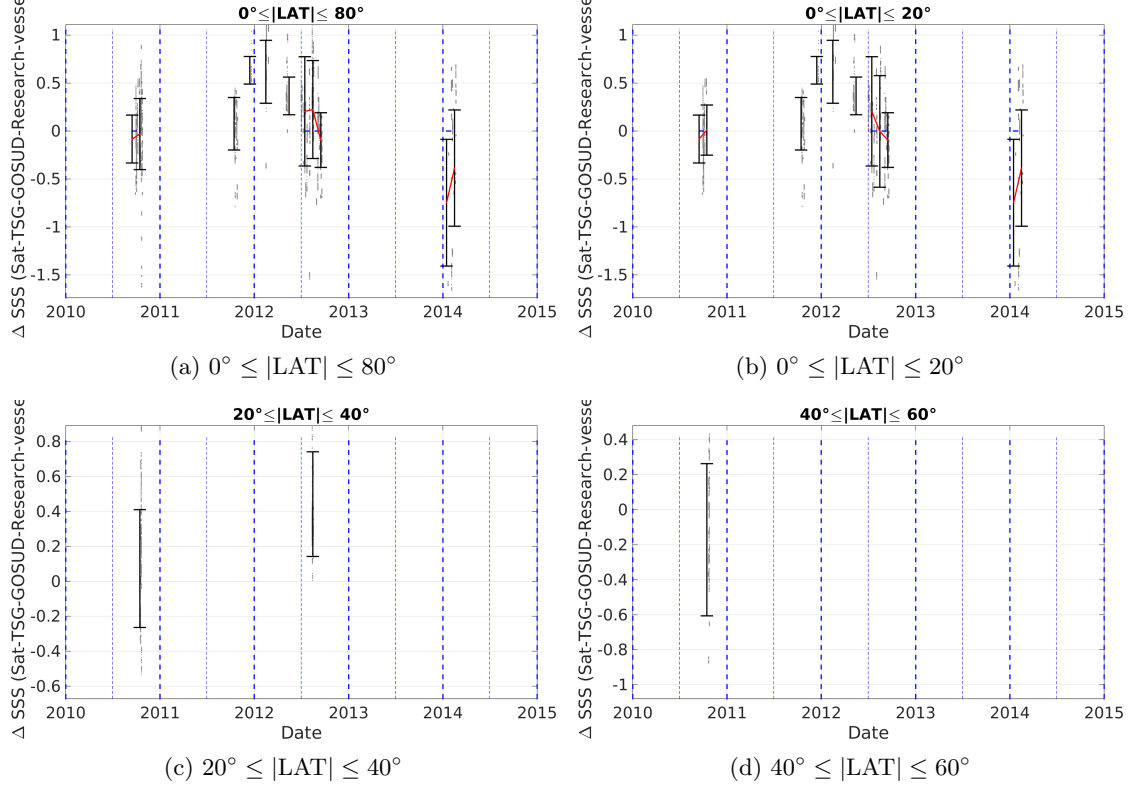 0°≤|LAT|≤ 80°
Δ SSS (Sat-TSG-GOSUD-Research-vesse
1
0.5
0
-0.5
-1
-1.5
2010 2011 2012 2013 2014 2015
Date
(a) 0° ≤ |LAT| ≤ 80°
0°≤|LAT|≤ 20°
Δ SSS (Sat-TSG-GOSUD-Research-vesse
1
0.5
0
-0.5
-1
-1.5
2010 2011 2012 2013 2014 2015
Date
(b) 0° ≤ |LAT| ≤ 20°
20°≤|LAT|≤ 40°
Δ SSS (Sat-TSG-GOSUD-Research-vesse
0.8
0.6
0.4
0.2
0
-0.2
-0.4
-0.6
2010 2011 2012 2013 2014 2015
Date
(c) 20° ≤ |LAT| ≤ 40°
40°≤|LAT|≤ 60°
Δ SSS (Sat-TSG-GOSUD-Research-vesse
0.4
0.2
0
-0.2
-0.4
-0.6
-0.8
-1
2010 2011 2012 2013 2014 2015
Date
(d) 40° ≤ |LAT| ≤ 60°